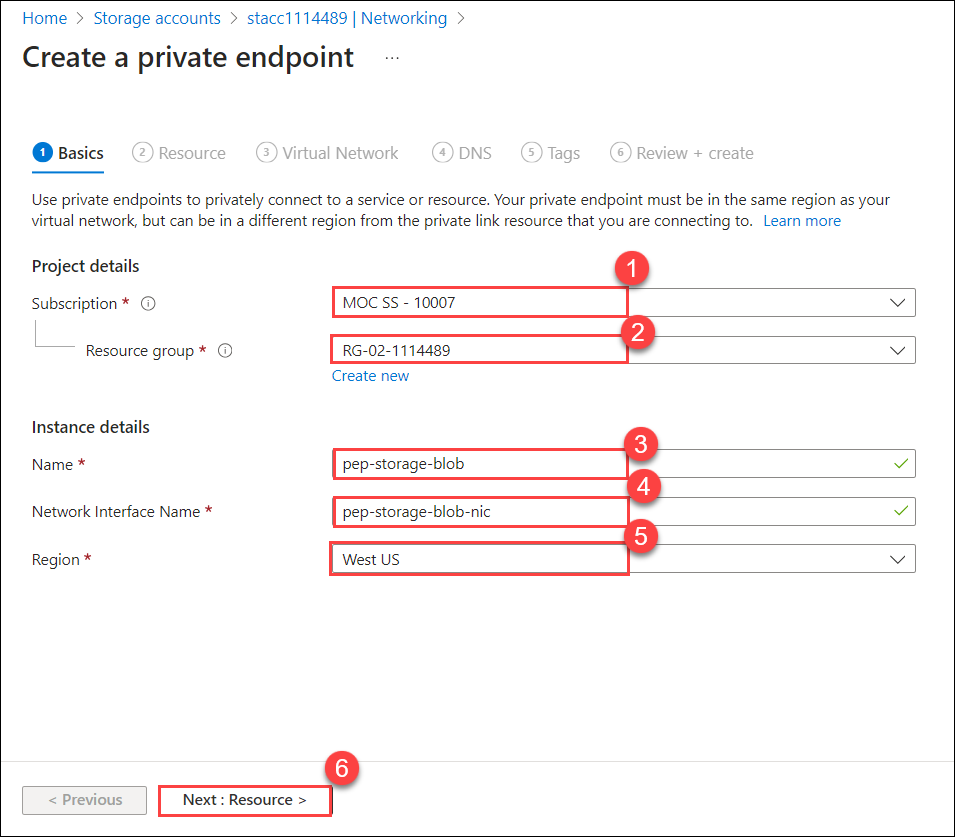 Home > Storage accounts > stacc1114489 | Networking >
Create a private endpoint ...
1 Basics 2 Resource 3 Virtual Network 4 DNS 5 Tags 6 Review + create
Use private endpoints to privately connect to a service or resource. Your private endpoint must be in the same region as your
virtual network, but can be in a different region from the private link resource that you are connecting to. Learn more
Project details
1
Subscription * MOC SS - 10007
2
Resource group * RG-02-1114489
Create new
Instance details
3
Name * pep-storage-blob
4
Network Interface Name * pep-storage-blob-nic
5
Region * West US
6
< Previous Next : Resource >